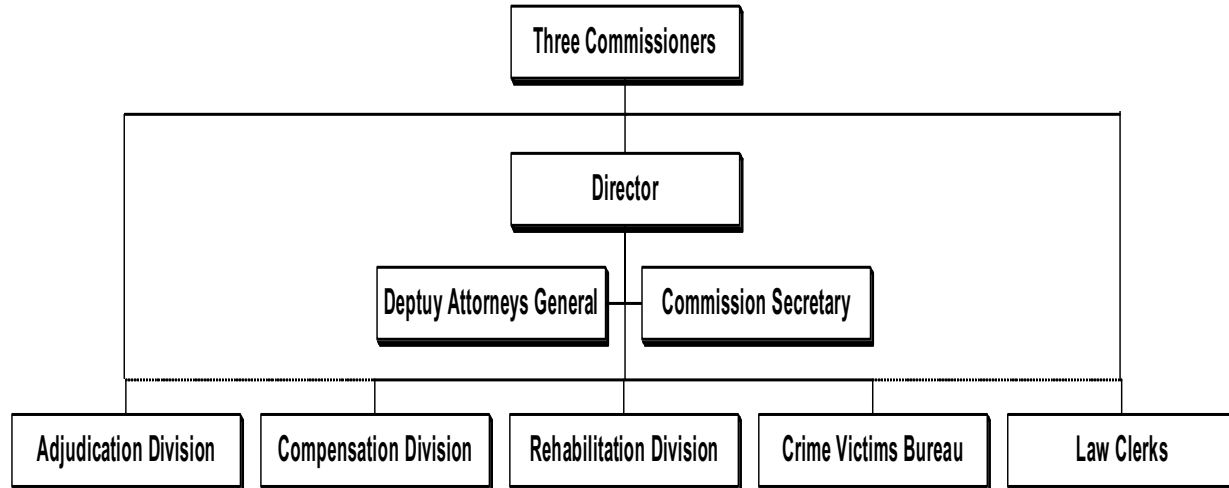 Three Commissioners
Director
Deptuy Attorneys General
Commission Secretary
Adjudication Division
Compensation Division
Rehabilitation Division
Crime Victims Bureau
Law Clerks